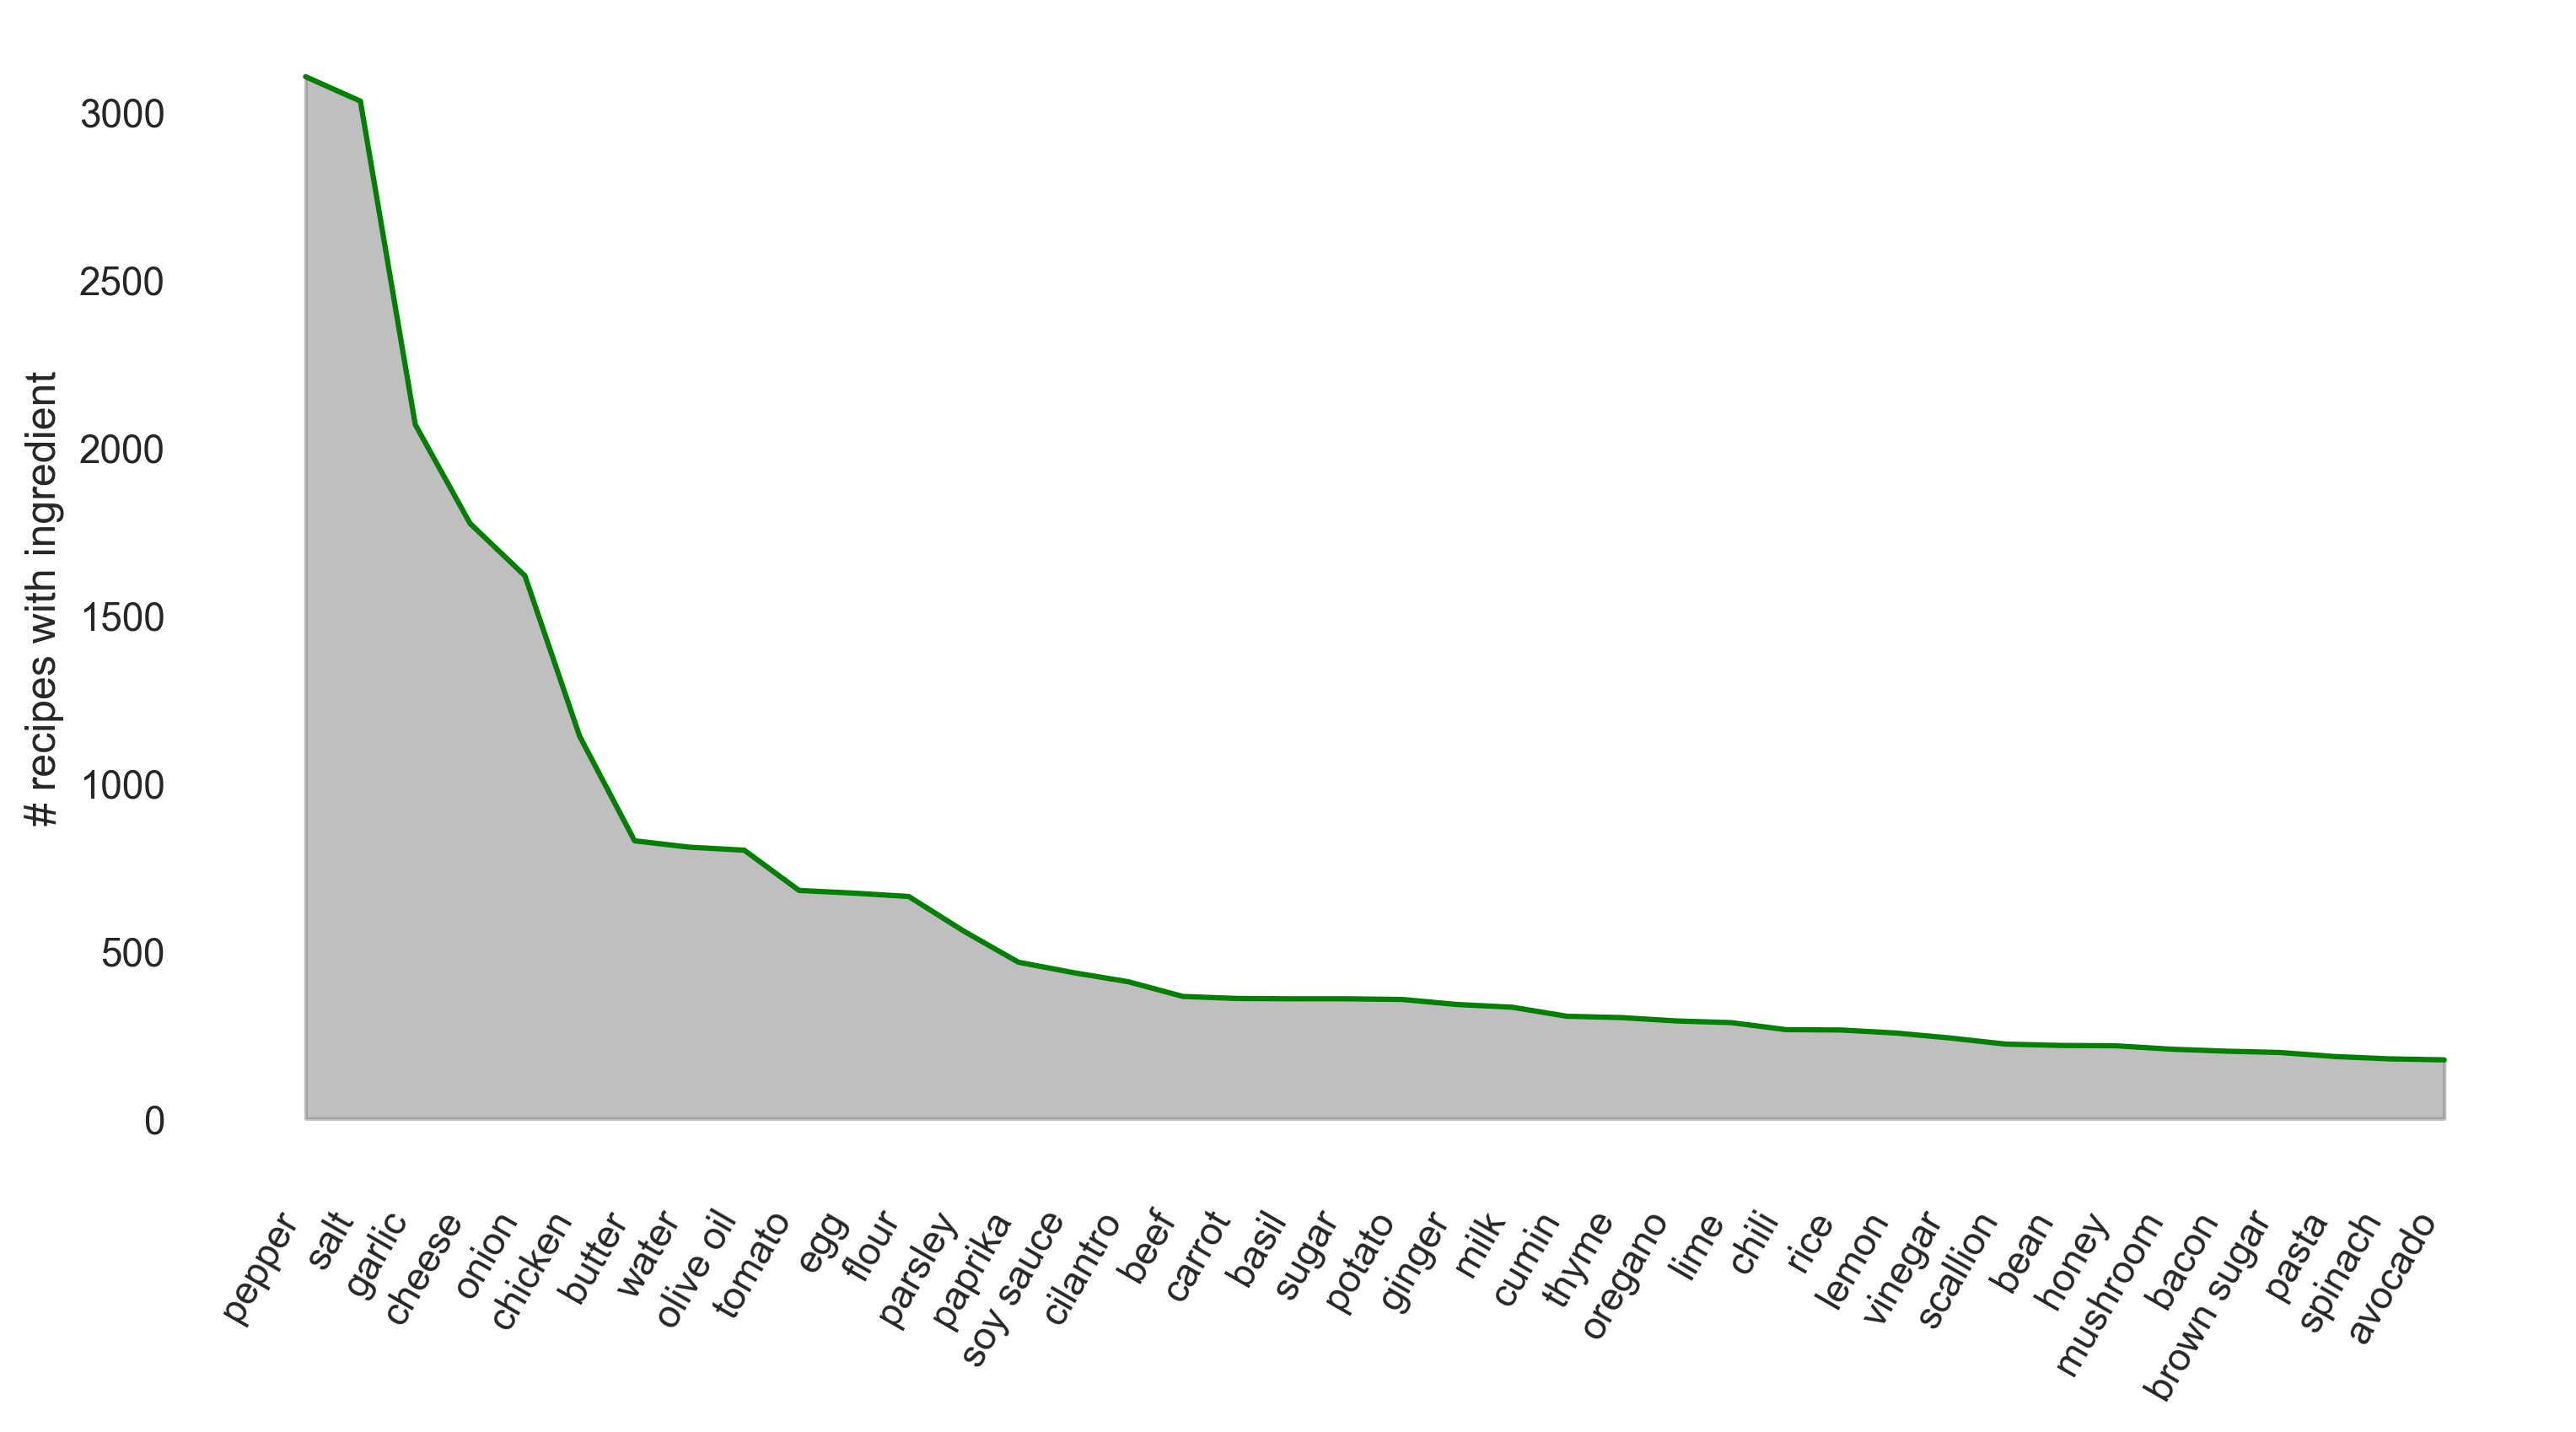 3000
2500
2000
1500
1000
500
0
# recipes with ingredient
pepper
salt
garlic
cheese
onion
chicken
butter
water
olive oil
tomato
egg
flour
parsley
paprika
soy sauce
cilantro
beef
carrot
basil
sugar
potato
ginger
milk
cumin
thyme
oregano
lime
chili
rice
lemon
vinegar
scallion
bean
honey
mushroom
bacon
brown sugar
pasta
spinach
avocado